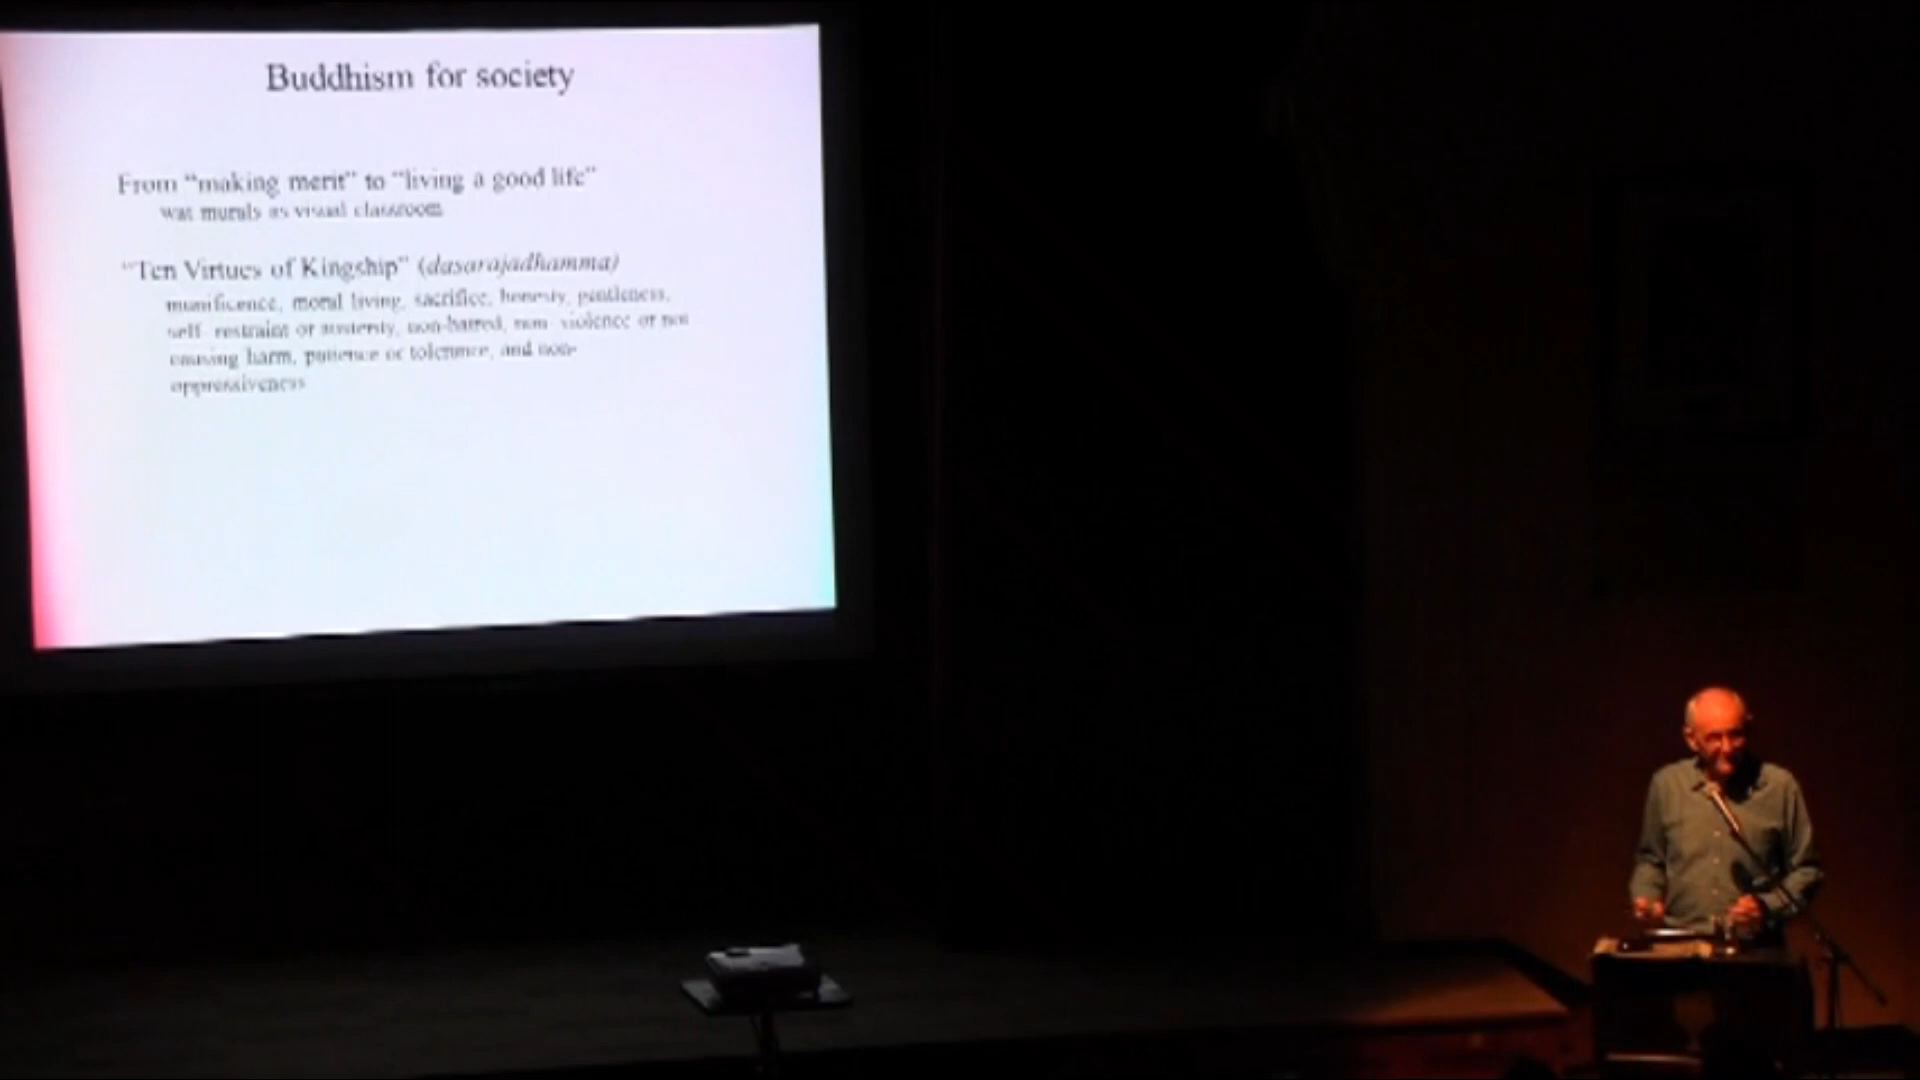 Buddhism for society
From “making merit” to “living a good life”
wat murals as visual classroom
“Ten Virtues of Kingship” (dasarajadhamma)
munificence, moral living, sacrifice, honesty, gentleness,
self-restraint or austerity, non-hatred, non-violence or not
causing harm, patience or tolerance, and non-
oppressiveness